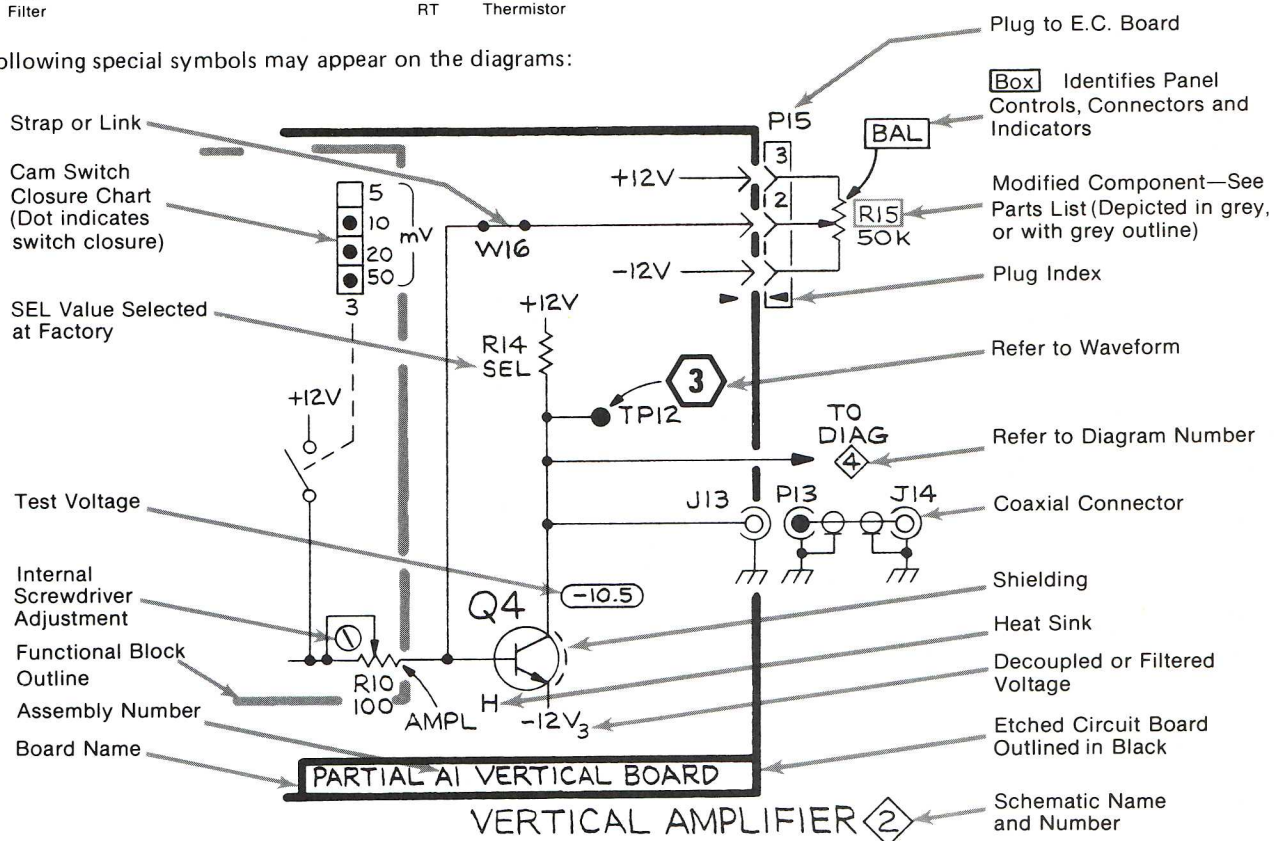 Filter
RT Thermistor
ollowing special symbols may appear on the diagrams:
Strap or Link
Cam Switch
Closure Chart
(Dot indicates
switch closure)
SEL Value Selected
at Factory
Test Voltage
Internal
Screwdriver
Adjustment
Functional Block
Outline
Assembly Number
Board Name
5
10
20
50
mV
3
+12V
W16
+12V
R14
SEL
3
TP12
+12V
-12V
P15
3
2
BAL
R15
50K
TO
DIAG
4
J13
P13
J14
-10.5
Q4
R10
100
AMPL
H
-12V3
PARTIAL A1 VERTICAL BOARD
VERTICAL AMPLIFIER 2
Plug to E.C. Board
Box Identifies Panel
Controls, Connectors and
Indicators
Modified Component—See
Parts List (Depicted in grey,
or with grey outline)
Plug Index
Refer to Waveform
Refer to Diagram Number
Coaxial Connector
Shielding
Heat Sink
Decoupled or Filtered
Voltage
Etched Circuit Board
Outlined in Black
Schematic Name
and Number